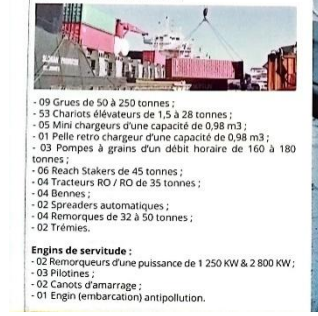 - 09 Grues de 50 à 250 tonnes ;
- 53 Chariots élévateurs de 1,5 à 28 tonnes ;
- 05 Mini chargeurs d'une capacité de 0,98 m3 ;
- 01 Pelle retro chargeur d'une capacité de 0,98 m3 ;
- 03 Pompes à grains d'un débit horaire de 160 à 180
tonnes ;
- 06 Reach Stakers de 45 tonnes ;
- 04 Tracteurs RO / RO de 35 tonnes ;
- 04 Bennes ;
- 02 Spreaders automatiques ;
- 04 Remorques de 32 à 50 tonnes ;
- 02 Trémies.
Engins de servitude :
- 02 Remorqueurs d'une puissance de 1 250 KW & 2 800 KW ;
- 03 Pilotines ;
- 02 Canots d'amarrage ;
- 01 Engin (embarcation) antipollution.